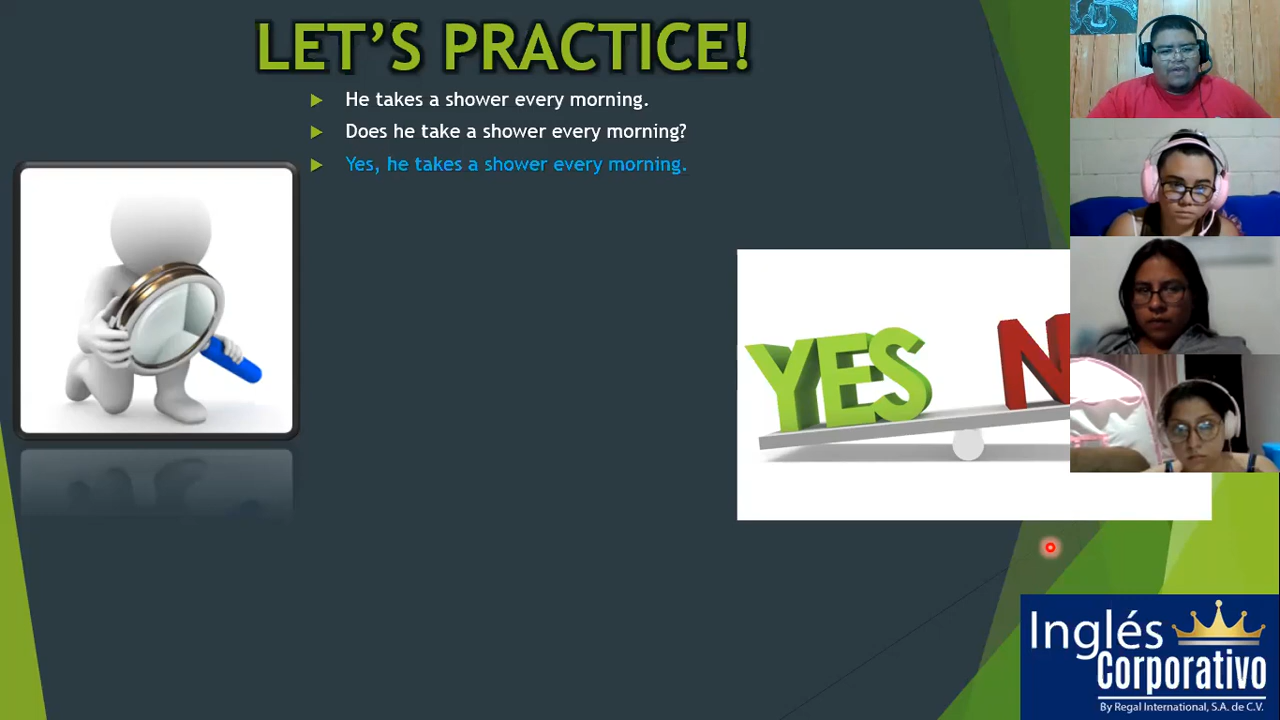 LET'S PRACTICE!
He takes a shower every morning.
Does he take a shower every morning?
Yes, he takes a shower every morning.
YES N
Inglés
Corporativo
By Regal International, S.A. de C.V.